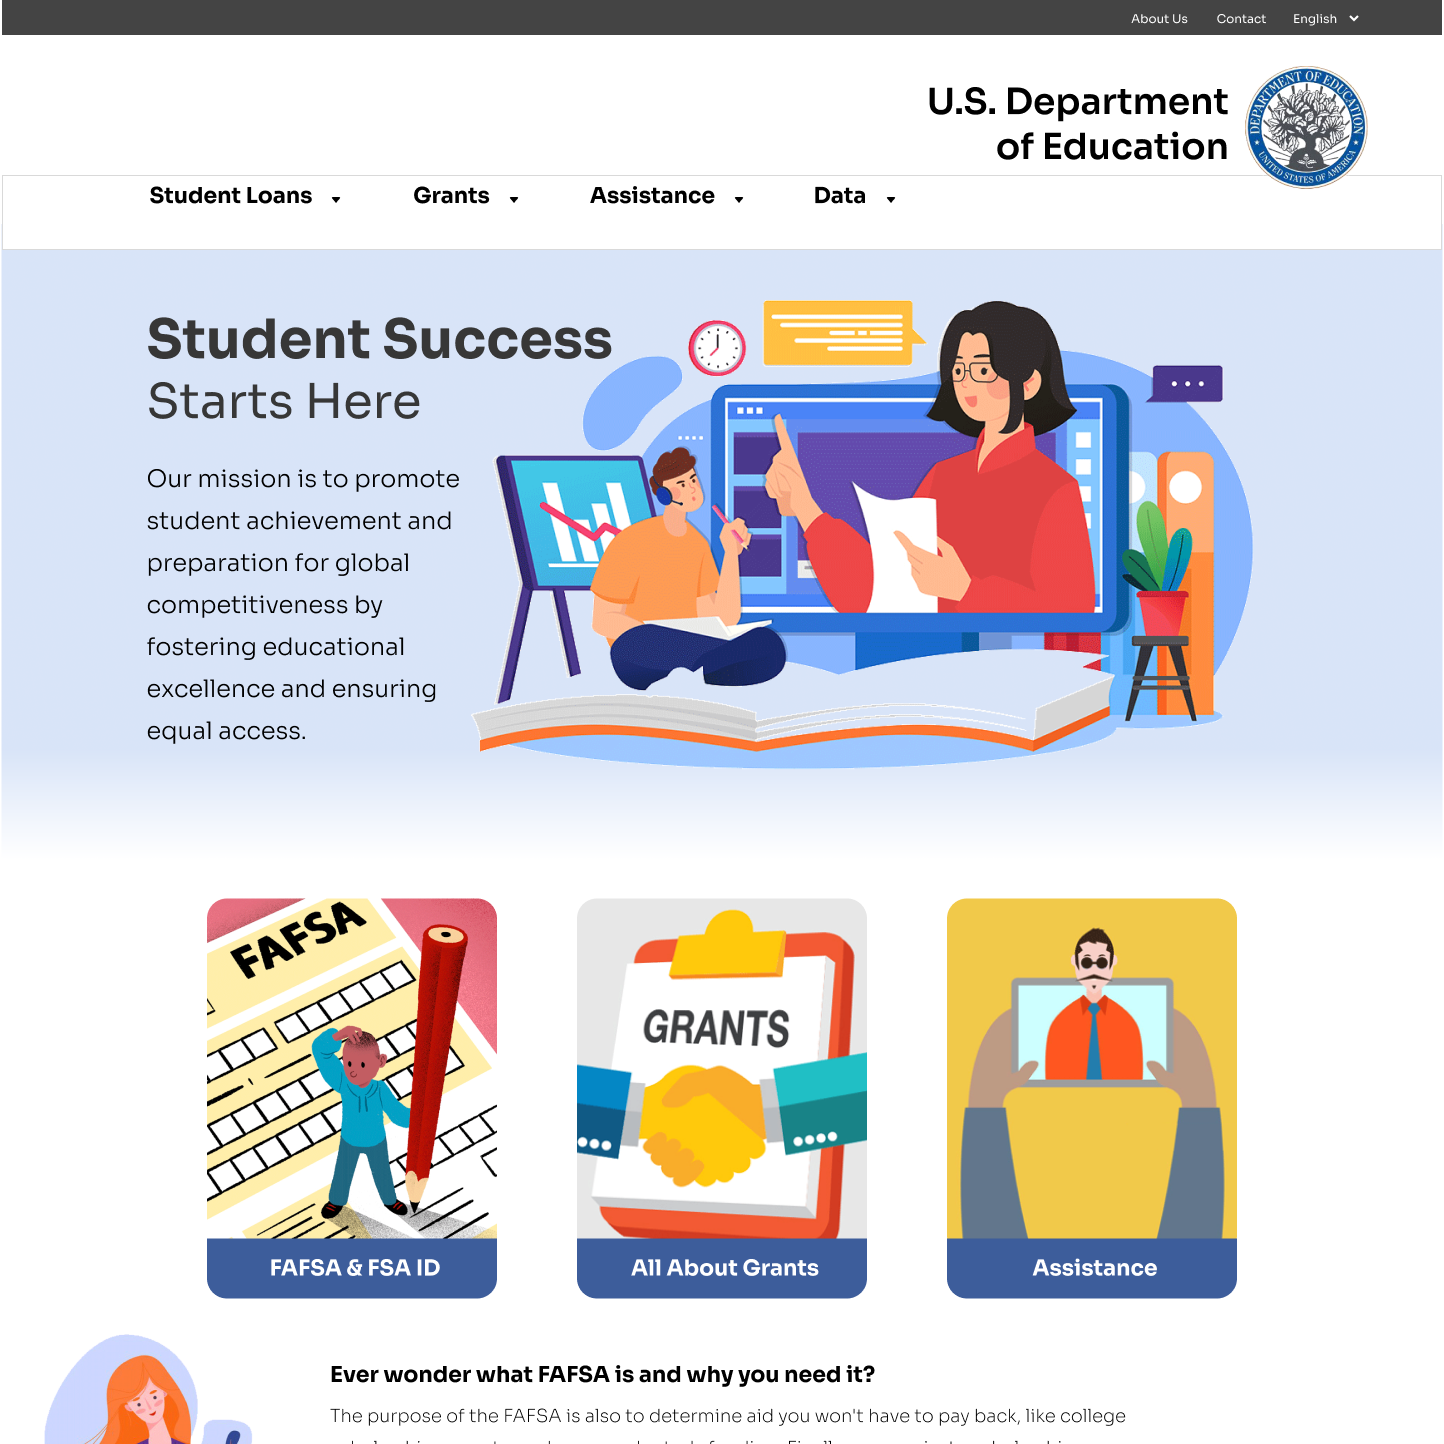 About Us Contact English
U.S. Department
of Education
DEPARTMENT OF EDUCATION
UNITED STATES OF AMERICA
Student Loans Grants Assistance Data
Student Success
Starts Here
Our mission is to promote
student achievement and
preparation for global
competitiveness by
fostering educational
excellence and ensuring
equal access.
FAFSA
GRANTS
FAFSA & FSA ID
All About Grants
Assistance
Ever wonder what FAFSA is and why you need it?
The purpose of the FAFSA is also to determine aid you won't have to pay back, like college